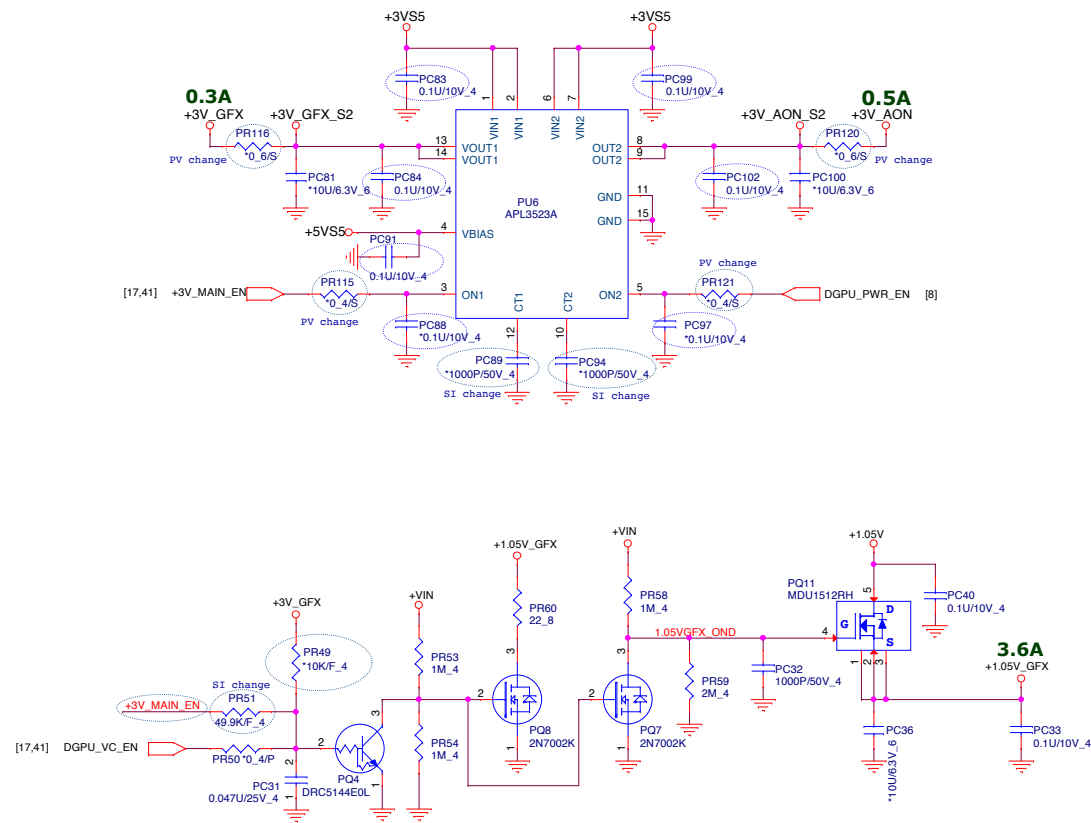 +3VS5
+3VS5
PC83
0.1U/10V_4
PC99
0.1U/10V_4
1
2
6
7
VIN1
VIN1
VIN2
VIN2
0.3A
+3V_GFX
+3V_GFX_S2
PR116
*0_6/S
PV change
PC81
*10U/6.3V_6
PC84
0.1U/10V_4
13
14
VOUT1
VOUT1
PU6
APL3523A
OUT2
OUT2
8
9
0.5A
+3V_AON_S2
+3V_AON
PR120
*0_6/S
PV change
PC102
0.1U/10V_4
PC100
*10U/6.3V_6
GND
11
GND
15
+5VS5
4
VBIAS
PC91
0.1U/10V_4
[17,41]
+3V_MAIN_EN
PR115
*0_4/S
PV change
3
ON1
PC88
*0.1U/10V_4
CT1
CT2
12
10
ON2
5
PV change
PR121
*0_4/S
DGPU_PWR_EN
[8]
PC97
*0.1U/10V_4
PC89
*1000P/50V_4
SI change
PC94
*1000P/50V_4
SI change
+3V_GFX
PR49
*10K/F_4
SI change
+3V_MAIN_EN
PR51
49.9K/F_4
[17,41]
DGPU_VC_EN
PR50
*0_4/P
2
1
PC31
0.047U/25V_4
2
3
1
PQ4
DRC5144E0L
+VIN
PR53
1M_4
PR54
1M_4
+1.05V_GFX
PR60
22_8
3
2
1
PQ8
2N7002K
+VIN
PR58
1M_4
1.05VGFX_OND
3
2
1
PQ7
2N7002K
PR59
2M_4
PC32
1000P/50V_4
+1.05V
PQ11
MDU1512RH
5
D
G
S
4
1
2
3
PC40
0.1U/10V_4
3.6A
+1.05V_GFX
PC36
*10U/6.3V_6
PC33
0.1U/10V_4